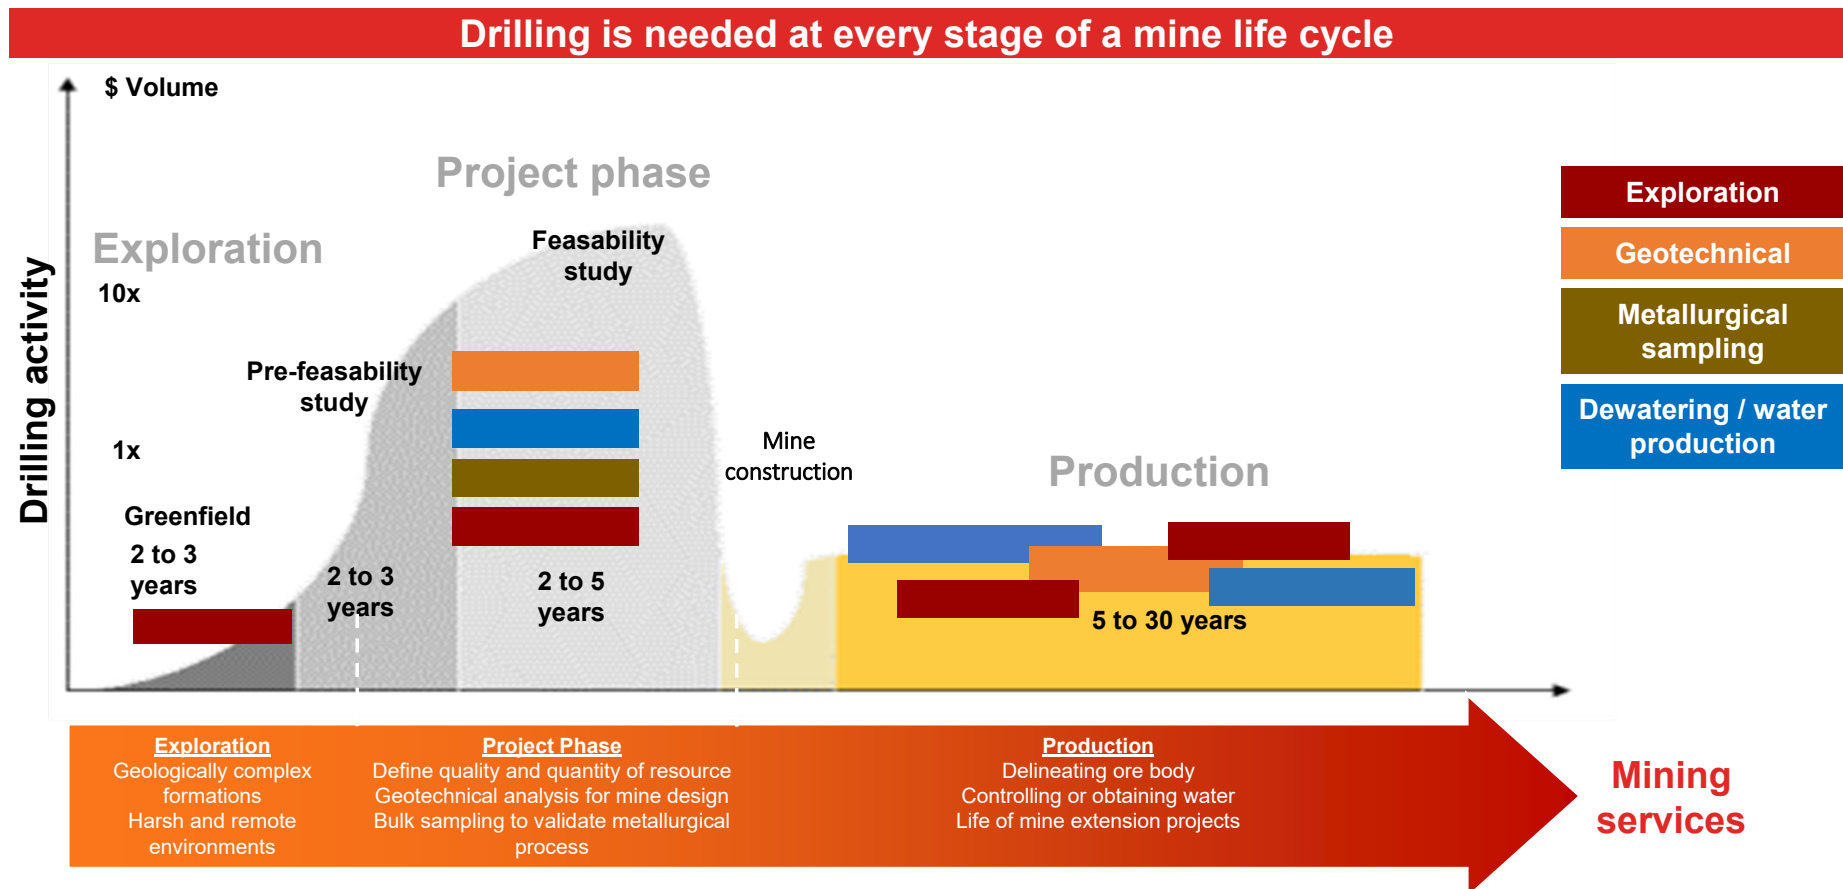 Drilling is needed at every stage of a mine life cycle
$ Volume
Drilling activity
Project phase
Exploration
10x
1x
Feasability
study
Pre-feasability
study
Greenfield
2 to 3
years
2 to 3
years
2 to 5
years
Mine
construction
Production
5 to 30 years
Exploration
Geotechnical
Metallurgical
sampling
Dewatering / water
production
Exploration
Geologically complex
formations
Harsh and remote
environments
Project Phase
Define quality and quantity of resource
Geotechnical analysis for mine design
Bulk sampling to validate metallurgical
process
Production
Delineating ore body
Controlling or obtaining water
Life of mine extension projects
Mining
services